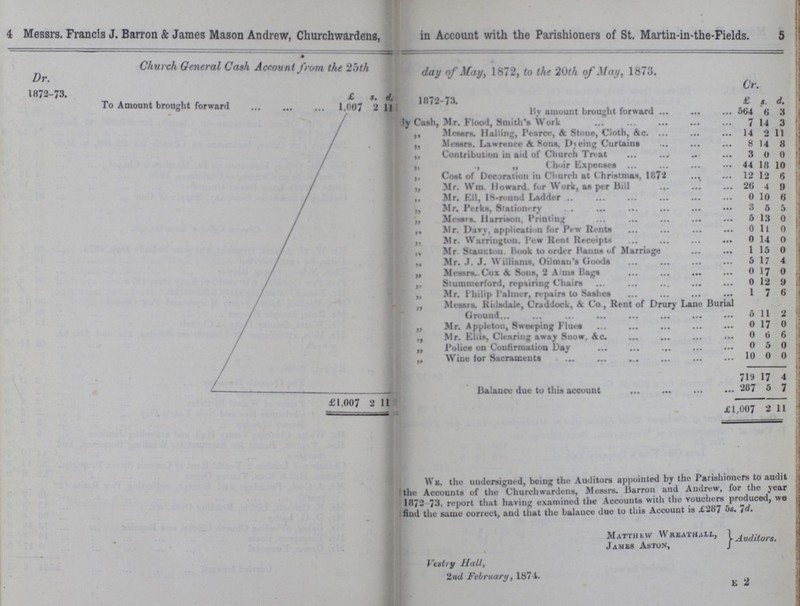 4 Messrs. Francis J. Barron & James Mason Andrew, Churchwardens,
Church General Cash Account from the 25th
Dr.
1872-73. £ s. d.
To Amount brought forward ... ... ... 1,007 2 11
£1,007 2 11
in Account with the Parishioners of St. Martin-in-the-Fields. 5
day of May, 1872, to the 20th of May, 1873.
Cr.
1872-73. £ s. d.
By amount brought forward ... ... ... 564 6 3
By Cash, Mr. Flood, Smith's Work ... ... ... 7 14 3
„ Messrs. Halling, Pearce, & Stone, Cloth, &c. ... ... ... 14 2 11
„ Messrs. Lawrence & Sons, Dyeing Curtains ... ... ... 8 14 8
„ Contribution in aid of Church Treat ... ... ... 3 0 0
„ „ „ Choir Expenses ... ... ... 44 18 10
„ Cost of Decoration in Church at Christmas, 1872 ... ... 12 12 6
„ Mr. Wm. Howard, for Work, as per Bill ... ... ... 26 4 9
„ Mr. Ell, 18-round Ladder ... ... ... 0 10 6
„ Mr. Perks, Stationery ... ... ... 3 5 5
„ Messrs. Harrison, Printing ... ... ... 5 13 0
„ Mr. Davy, application for Pew Rents ... ... ... 0 11 0
„ Mr. Warrington, Pew Rent Receipts ... ... ... 0 14 0
„ Mr. Staunton, Book to order Banns of Marriage ... ... 1 15 0
„ Mr. J. J. Williams, Oilman's Goods ... ... ... 5 17 4
„ Messrs. Cox & Sons, 2 Alms Bags ... ... ... 0 17 0
„ Stummerford, repairing Chairs ... ... ... 0 12 9
„ Mr. Philip Palmer, repairs to Sashes ... ... ... 1 7 6
„ Messrs. Ridsdale, Craddock, & Co., Rent of Drury Lane Burial
Ground... ... ... ... 5 11 2
„ Mr. Appleton, Sweeping Flues ... ... ... 0 17 0
„ Mr. Ellis, Clearing away Snow, &c. ... ... ... 0 6 6
„ Police on Confirmation Day ... ... ... 0 5 0
„ Wine for Sacraments ... ... ... 10 0 0
719 17 4
Balance due to this account ... ... ... 287 5 7
£1,007 2 11
WE, the undersigned, being the Auditors appointed by the Parishioners to audit
the Accounts of the Churchwardens, Messrs. Barron and Andrew, for the year
1872-73, report that having examined the Accounts with the vouchers produced, we
find the same correct, and that the balance due to this Account is £287 5s. 7d.
MATTHEW WREATHALL, } Auditors.
JAMES ASTON,
Vestry Hall,
2nd February, 1874.
E 2